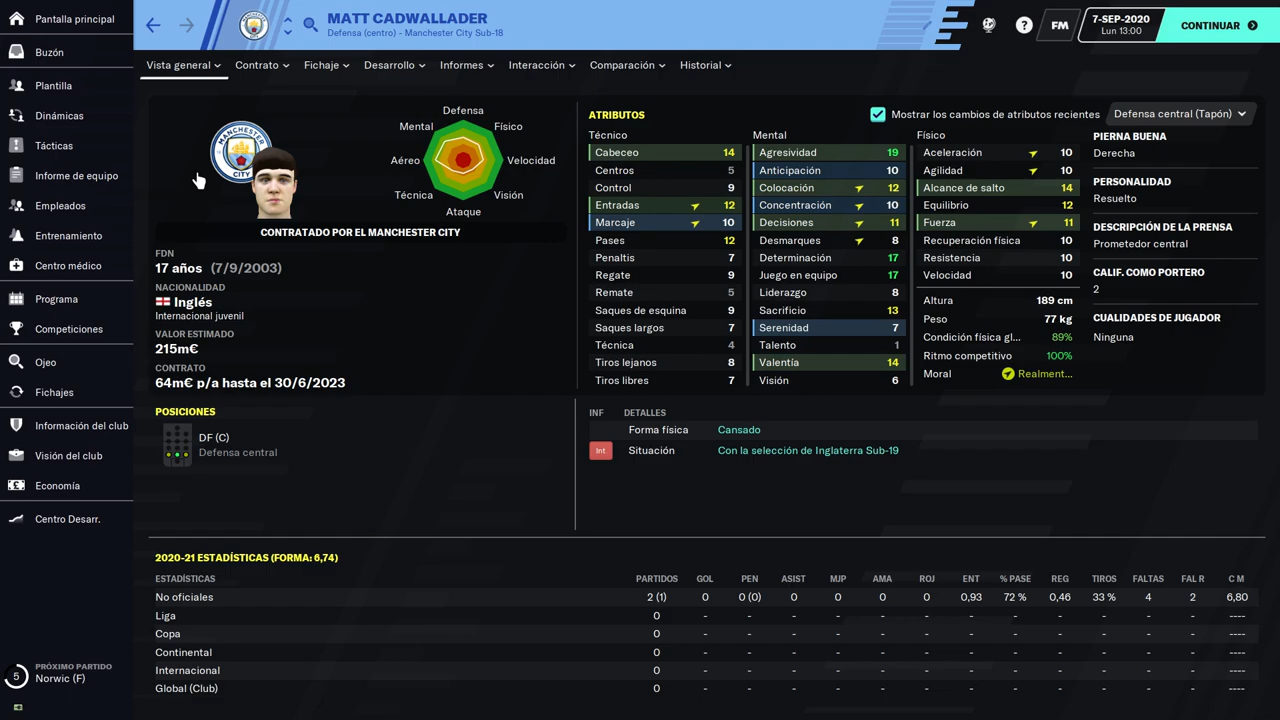 Pantalla principal
Buzón
Plantilla
Dinámicas
Tácticas
Informe de equipo
Empleados
Entrenamiento
Centro médico
Programa
Competiciones
Ojeo
Fichajes
Información del club
Visión del club
Economía
Centro Desarr.
5
PRÓXIMO PARTIDO
Norwic (F)
MATT CADWALLADER
Defensa (centro) - Manchester City Sub-18
?
FM
7-SEP-2020
Lun 13:00
CONTINUAR
Vista general
Contrato
Fichaje
Desarrollo
Informes
Interacción
Comparación
Historial
MANCHESTER
CITY
Defensa
Mental
Físico
Aéreo
Velocidad
Técnica
Visión
Ataque
CONTRATADO POR EL MANCHESTER CITY
FDN
17 años (7/9/2003)
NACIONALIDAD
Inglés
Internacional juvenil
VALOR ESTIMADO
215m€
CONTRATO
64m€ p/a hasta el 30/6/2023
ATRIBUTOS
Mostrar los cambios de atributos recientes
Defensa central (Tapón)
Técnico
Cabeceo 14
Centros 5
Control 9
Entradas 12
Marcaje 10
Pases 12
Penaltis 7
Regate 9
Remate 5
Saques de esquina 9
Saques largos 7
Técnica 4
Tiros lejanos 8
Tiros libres 7
Mental
Agresividad 19
Anticipación 10
Colocación 12
Concentración 10
Decisiones 11
Desmarques 8
Determinación 17
Juego en equipo 17
Liderazgo 8
Sacrificio 13
Serenidad 7
Talento 1
Valentía 14
Visión 6
Físico
Aceleración 10
Agilidad 10
Alcance de salto 14
Equilibrio 12
Fuerza 11
Recuperación física 10
Resistencia 10
Velocidad 10
Altura 189 cm
Peso 77 kg
Condición física gl... 89%
Ritmo competitivo 100%
Moral Realment...
PIERNA BUENA
Derecha
PERSONALIDAD
Resuelto
DESCRIPCIÓN DE LA PRENSA
Prometedor central
CALIF. COMO PORTERO
2
CUALIDADES DE JUGADOR
Ninguna
POSICIONES
DF (C)
Defensa central
INF DETALLES
Forma física Cansado
Int Situación Con la selección de Inglaterra Sub-19
2020-21 ESTADÍSTICAS (FORMA: 6,74)
ESTADÍSTICAS PARTIDOS GOL PEN ASIST MJP AMA ROJ ENT % PASE REG TIROS FALTAS FAL R C M
No oficiales 2 (1) 0 0 (0) 0 0 0 0 0,93 72 % 0,46 33 % 4 2 6,80
Liga 0 - - - - - - - - - - - - ----
Copa 0 - - - - - - - - - - - - ----
Continental 0 - - - - - - - - - - - - ----
Internacional 0 - - - - - - - - - - - - ----
Global (Club) 0 - - - - - - - - - - - - ----